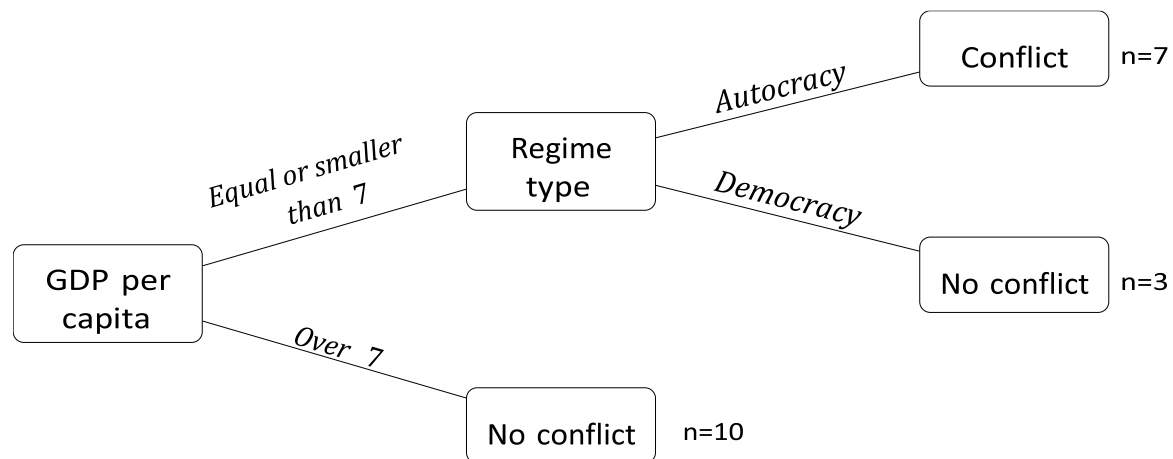 GDP per
capita
Equal or smaller
than 7
Over 7
Regime
type
Autocracy
Democracy
Conflict
n=7
No conflict
n=3
No conflict
n=10